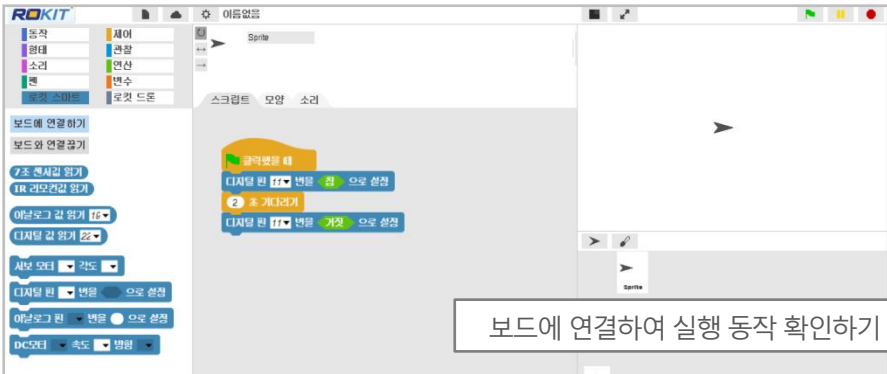 ROKIT 이름없음
동작 제어
형태 관찰
소리 연산
펜 변수
로킷 스마트 로킷 드론
Sprite
스크립트 모양 소리
보드에 연결하기
보드와 연결끊기
7조 센서값 읽기
IR 리모컨값 읽기
아날로그 값 읽기 16
디지털 값 읽기 22
서보 모터 각도
디지털 핀 번을 으로 설정
아날로그 핀 번을 으로 설정
DC모터 속도 방향
클릭했을 때
디지털 핀 11 번을 참 으로 설정
2 초 기다리기
디지털 핀 11 번을 거짓 으로 설정
Sprite
보드에 연결하여 실행 동작 확인하기